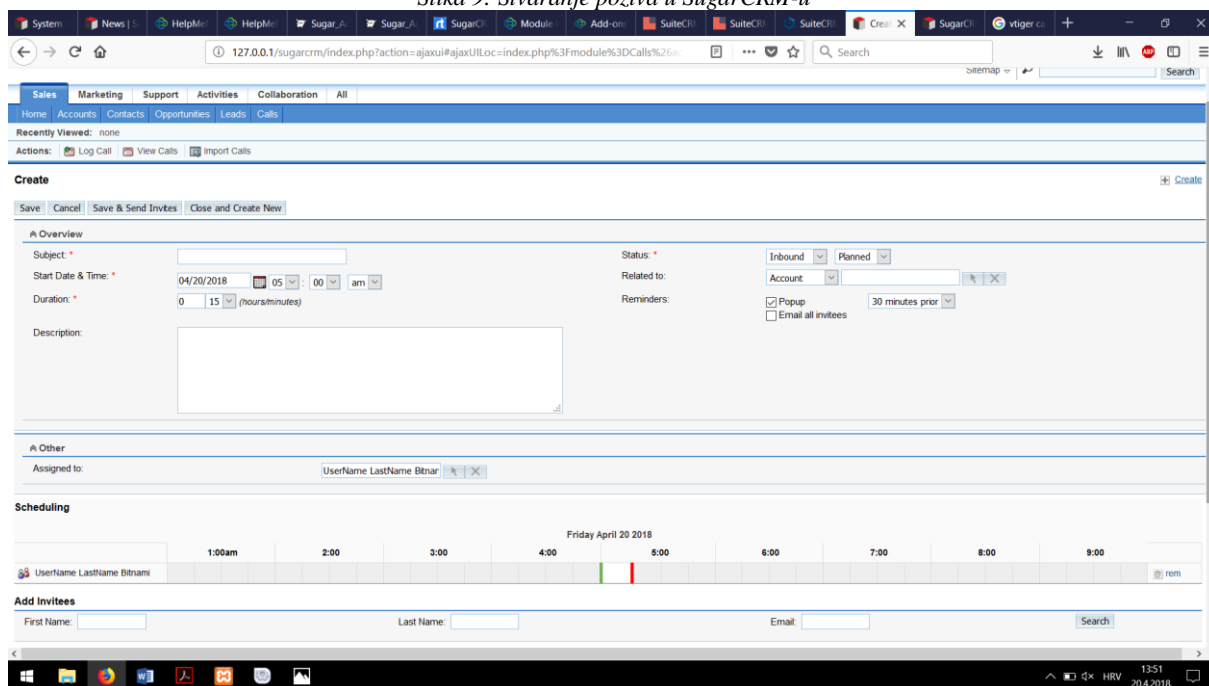 Slika 9. Stvaranje poziva u SugarCRM-u
System News | S HelpMe HelpMe Sugar_A Sugar_A SugarCR Module Add-ons SuiteCR SuiteCR SuiteCR Creat SugarCR vtiger ca
127.0.0.1/sugarcrm/index.php?action=ajaxui#ajaxUILoc=index.php%3Fmodule%3DCalls%26ac Search
Sitemap Search
Sales Marketing Support Activities Collaboration All
Home Accounts Contacts Opportunities Leads Calls
Recently Viewed: none
Actions: Log Call View Calls Import Calls
Create Create
Save Cancel Save & Send Invites Close and Create New
Overview
Subject: * Status: * Inbound Planned
Start Date & Time: * 04/20/2018 05 : 00 am Related to: Account
Duration: * 0 15 (hours/minutes) Reminders: Popup 30 minutes prior
Email all invitees
Description:
Other
Assigned to: UserName LastName Bitnar
Scheduling
Friday April 20 2018
1:00am 2:00 3:00 4:00 5:00 6:00 7:00 8:00 9:00
UserName LastName Bitnami rem
Add Invitees
First Name: Last Name: Email: Search
HRV 13:51
20.4.2018.